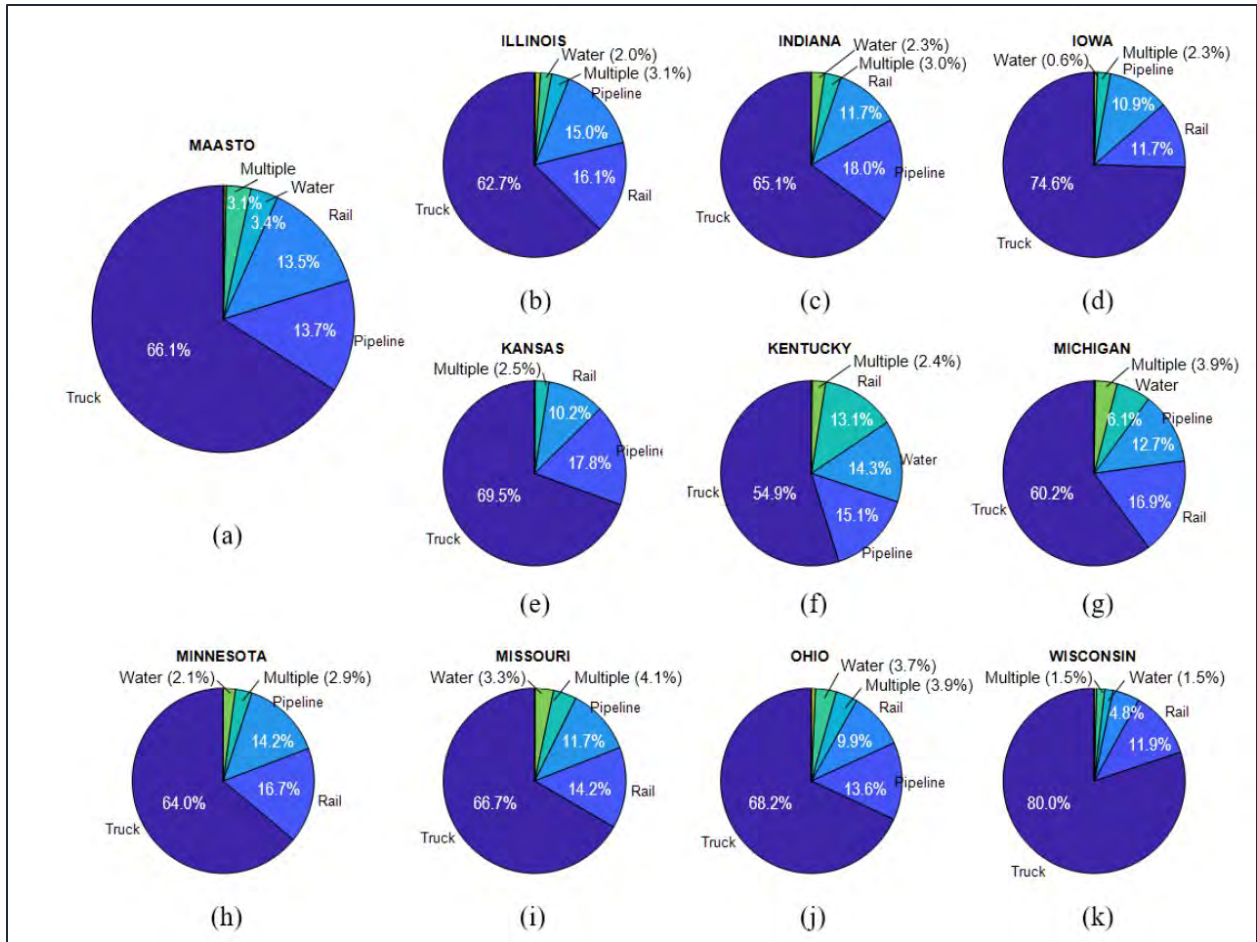 MAASTO
Multiple
3.1%
Water
3.4%
Rail
13.5%
13.7%
Pipeline
66.1%
Truck
(a)
ILLINOIS
Water (2.0%)
Multiple (3.1%)
Pipeline
15.0%
16.1%
Rail
62.7%
Truck
(b)
INDIANA
Water (2.3%)
Multiple (3.0%)
Rail
11.7%
18.0%
Pipeline
65.1%
Truck
(c)
IOWA
Water (0.6%)
Multiple (2.3%)
Pipeline
10.9%
Rail
11.7%
74.6%
Truck
(d)
KANSAS
Multiple (2.5%)
Rail
10.2%
17.8%
Pipeline
69.5%
Truck
(e)
KENTUCKY
Multiple (2.4%)
Rail
13.1%
14.3%
Water
15.1%
Pipeline
54.9%
Truck
(f)
MICHIGAN
Multiple (3.9%)
Water
6.1%
Pipeline
12.7%
16.9%
Rail
60.2%
Truck
(g)
MINNESOTA
Water (2.1%)
Multiple (2.9%)
Pipeline
14.2%
16.7%
Rail
64.0%
Truck
(h)
MISSOURI
Water (3.3%)
Multiple (4.1%)
Pipeline
11.7%
14.2%
Rail
66.7%
Truck
(i)
OHIO
Water (3.7%)
Multiple (3.9%)
Rail
9.9%
13.6%
Pipeline
68.2%
Truck
(j)
WISCONSIN
Multiple (1.5%)
Water (1.5%)
4.8%
Rail
11.9%
80.0%
Truck
(k)